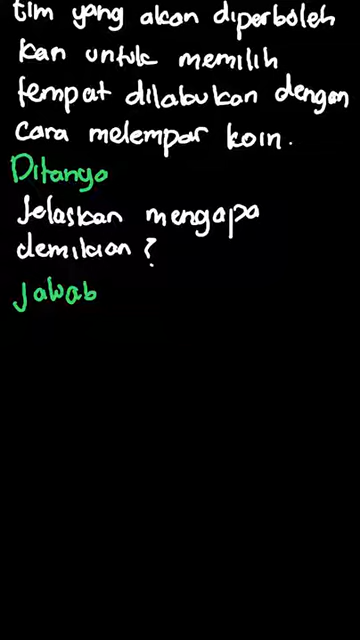 tim yang akan diperboleh
kan untuk memilih
tempat dilakukan dengan
cara melempar koin.
Ditanya
Jelaskan mengapa
demikian?
Jawab